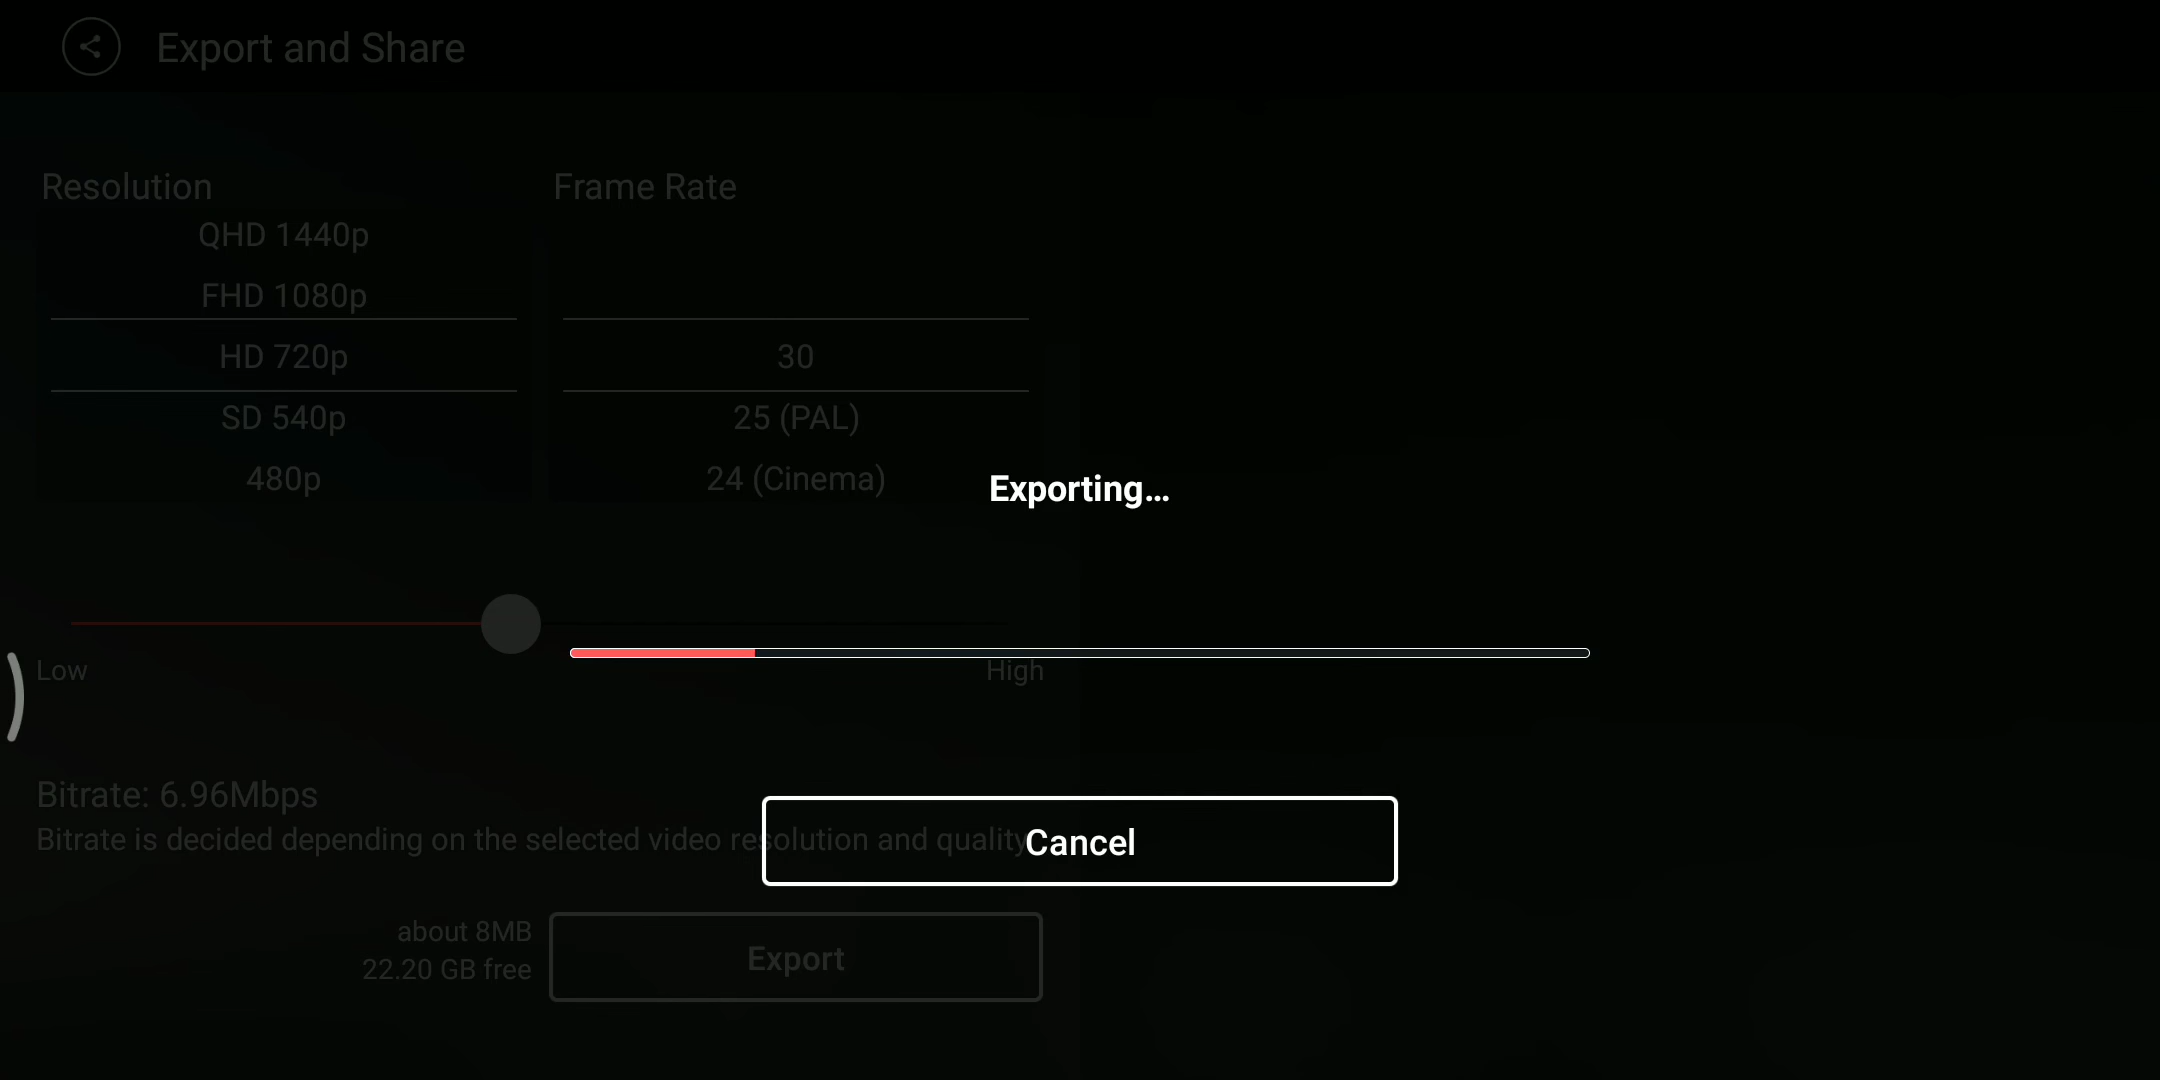 Export and Share
Resolution
QHD 1440p
FHD 1080p
HD 720p
SD 540p
480p
Frame Rate
30
25 (PAL)
24 (Cinema)
Exporting...
Low
High
Bitrate: 6.96Mbps
Bitrate is decided depending on the selected video resolution and quality
Cancel
about 8MB
22.20 GB free
Export